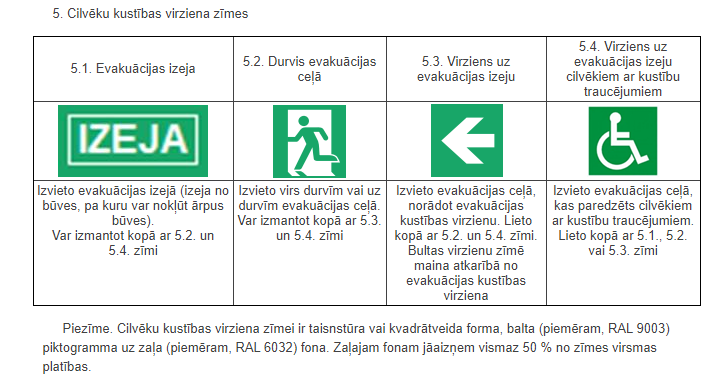 5. Cilvēku kustības virziena zīmes
5.1. Evakuācijas izeja
5.2. Durvis evakuācijas
ceļā
5.3. Virziens uz
evakuācijas izeju
5.4. Virziens uz
evakuācijas izeju
cilvēkiem ar kustību
traucējumiem
IZEJA
Izvieto evakuācijas izejā (izeja no
būves, pa kuru var nokļūt ārpus
būves).
Var izmantot kopā ar 5.2. un
5.4. zīmi
Izvieto virs durvīm vai uz
durvīm evakuācijas ceļā.
Var izmantot kopā ar 5.3.
un 5.4. zīmi
Izvieto evakuācijas ceļā,
norādot evakuācijas
kustības virzienu. Lieto
kopā ar 5.2. un 5.4. zīmi.
Bultas virzienu zīmē
maina atkarībā no
evakuācijas kustības
virziena
Izvieto evakuācijas ceļā,
kas paredzēts cilvēkiem
ar kustību traucējumiem.
Lieto kopā ar 5.1., 5.2.
vai 5.3. zīmi
Piezīme. Cilvēku kustības virziena zīmei ir taisnstūra vai kvadrātveida forma, balta (piemēram, RAL 9003)
piktogramma uz zaļa (piemēram, RAL 6032) fona. Zaļajam fonam jāaizņem vismaz 50 % no zīmes virsmas
platības.